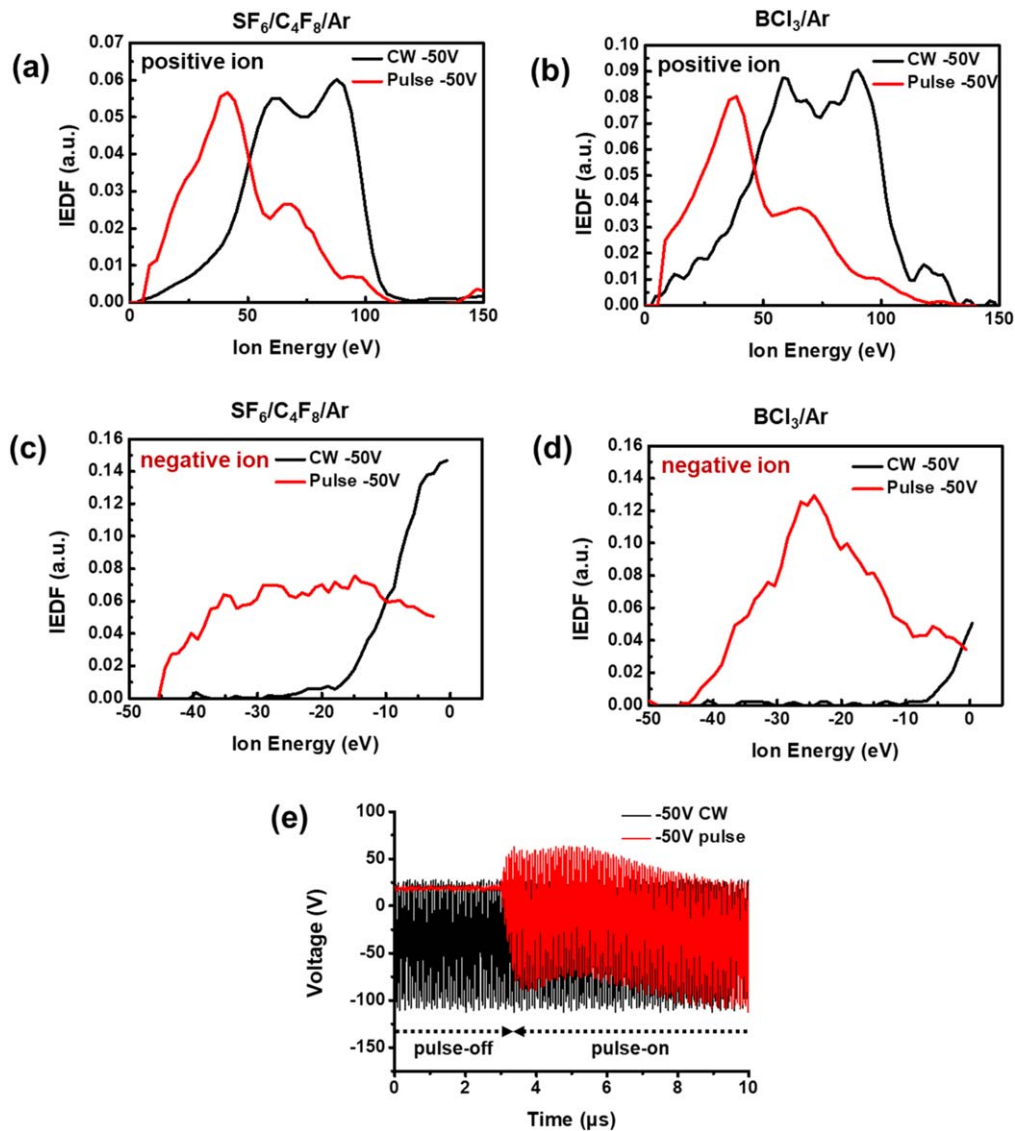 SF₆/C₄F₈/Ar
(a)
positive ion
CW -50V
Pulse -50V
IEDF (a.u.)
0.07
0.06
0.05
0.04
0.03
0.02
0.01
0.00
0 50 100 150
Ion Energy (eV)
BCl₃/Ar
(b)
positive ion
CW -50V
Pulse -50V
IEDF (a.u.)
0.10
0.09
0.08
0.07
0.06
0.05
0.04
0.03
0.02
0.01
0.00
0 50 100 150
Ion Energy (eV)
SF₆/C₄F₈/Ar
(c)
negative ion
CW -50V
Pulse -50V
IEDF (a.u.)
0.16
0.14
0.12
0.10
0.08
0.06
0.04
0.02
0.00
-50 -40 -30 -20 -10 0
Ion Energy (eV)
BCl₃/Ar
(d)
negative ion
CW -50V
Pulse -50V
IEDF (a.u.)
0.16
0.12
0.08
0.04
0.00
-50 -40 -30 -20 -10 0
Ion Energy (eV)
(e)
-50V CW
-50V pulse
Voltage (V)
100
50
0
-50
-100
-150
pulse-off pulse-on
0 2 4 6 8 10
Time (μs)